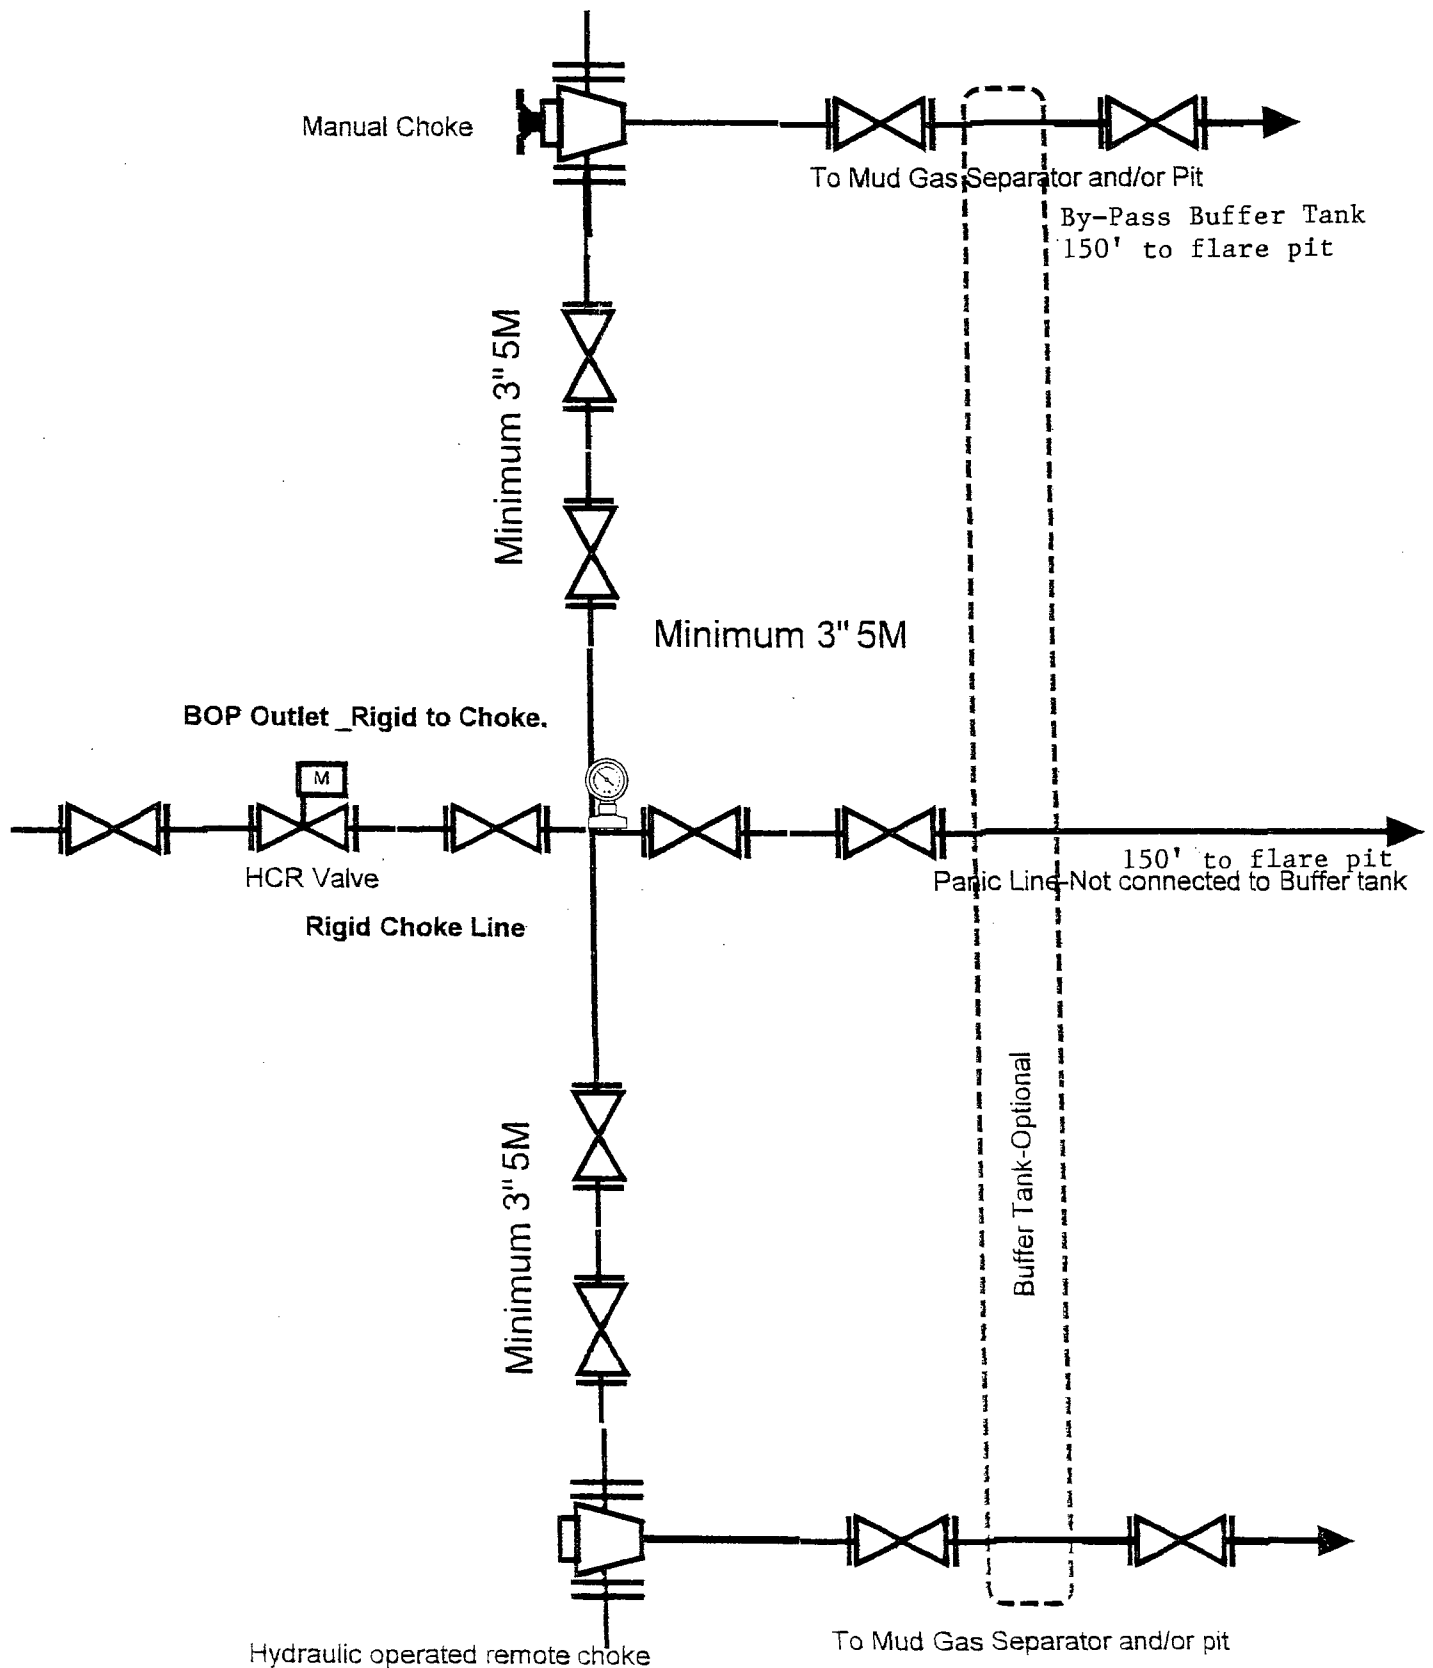 Manual Choke
To Mud Gas Separator and/or Pit
By-Pass Buffer Tank
150' to flare pit
Minimum 3" 5M
Minimum 3" 5M
BOP Outlet _Rigid to Choke.
M
HCR Valve
150' to flare pit
Panic Line-Not connected to Buffer tank
Rigid Choke Line
Buffer Tank-Optional
Minimum 3" 5M
Hydraulic operated remote choke
To Mud Gas Separator and/or pit